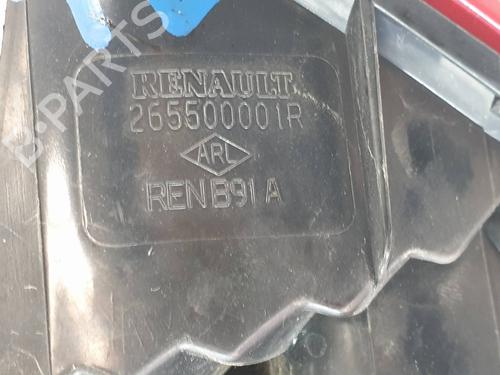 B-PARTS
RENAULT
265500001R
ARL
REN B91 A